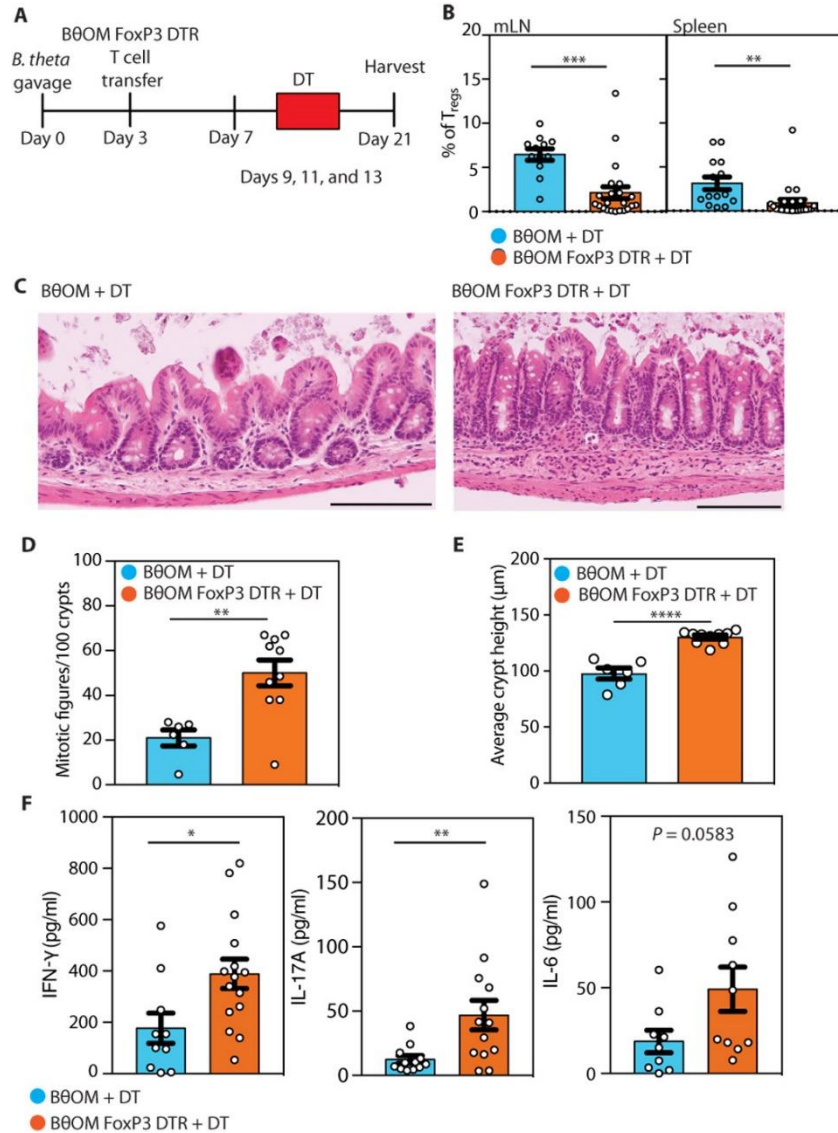 A
BθOM FoxP3 DTR
B. theta
gavage
T cell
transfer
DT
Harvest
Day 0
Day 3
Day 7
Day 21
Days 9, 11, and 13
B
mLN
Spleen
% of Tregs
20
15
10
5
0
***
**
BθOM + DT
BθOM FoxP3 DTR + DT
C
BθOM + DT
BθOM FoxP3 DTR + DT
D
Mitotic figures/100 crypts
100
80
60
40
20
0
BθOM + DT
BθOM FoxP3 DTR + DT
**
E
Average crypt height (μm)
200
150
100
50
0
BθOM + DT
BθOM FoxP3 DTR + DT
****
F
IFN-γ (pg/ml)
1000
800
600
400
200
0
*
IL-17A (pg/ml)
200
150
100
50
0
**
IL-6 (pg/ml)
150
100
50
0
P = 0.0583
BθOM + DT
BθOM FoxP3 DTR + DT